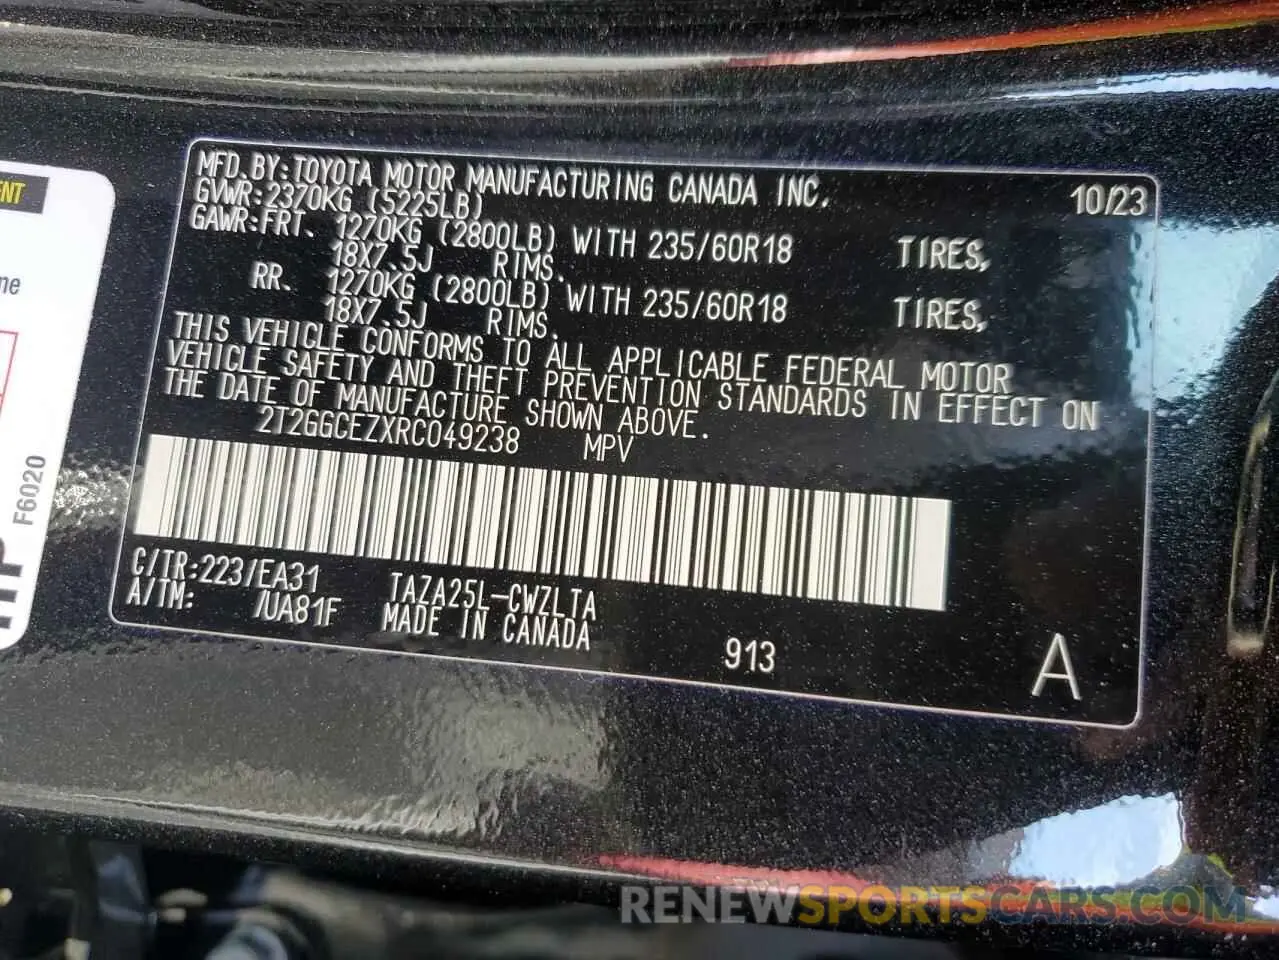 MFD.BY:TOYOTA MOTOR MANUFACTURING CANADA INC. 10/23
GVWR:2370KG (5225LB)
GAWR:FRT. 1270KG (2800LB) WITH 235/60R18 TIRES,
18X7.5J RIMS.
RR. 1270KG (2800LB) WITH 235/60R18 TIRES,
18X7.5J RIMS.
THIS VEHICLE CONFORMS TO ALL APPLICABLE FEDERAL MOTOR
VEHICLE SAFETY AND THEFT PREVENTION STANDARDS IN EFFECT ON
THE DATE OF MANUFACTURE SHOWN ABOVE.
2T2GGCEZXRC049238 MPV
C/TR:223/EA31 TAZA25L-CWZLTA
A/TM: /UA81F MADE IN CANADA
913
A
F6020
RENEWSPORTSCARS.COM